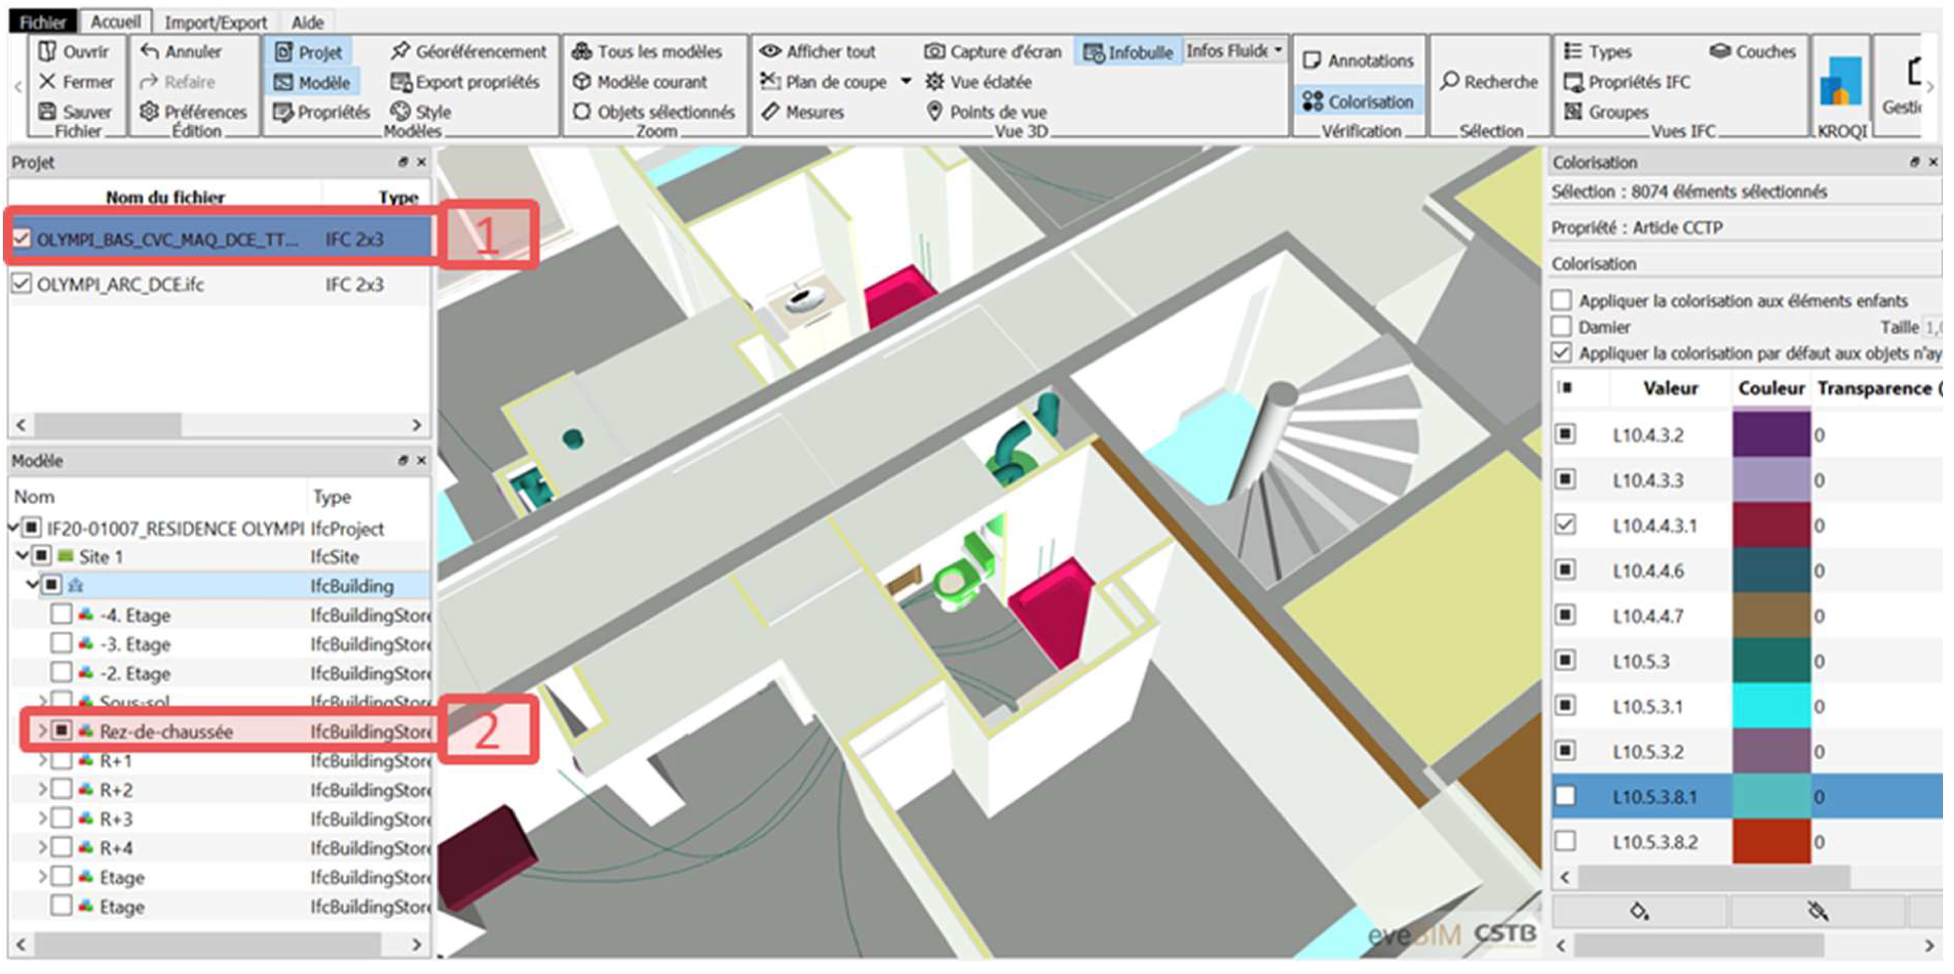 Fichier Accueil Import/Export Aide
Ouvrir Annuler Projet Géoréférencement Tous les modèles Afficher tout Capture d'écran Infobulle Infos Fluide Annotations Recherche Types Couches
Fermer Refaire Modèle Export propriétés Modèle courant Plan de coupe Vue éclatée Colorisation Propriétés IFC
Sauver Préférences Propriétés Style Objets sélectionnés Mesures Points de vue Groupes Gestic
Fichier Édition Modèles Zoom Vue 3D Vérification Sélection Vues IFC KROQI
Projet
Nom du fichier Type
OLYMPI_BAS_CVC_MAQ_DCE_TT... IFC 2x3
1
OLYMPI_ARC_DCE.ifc IFC 2x3
Modèle
Nom Type
IF20-01007_RESIDENCE OLYMPI IfcProject
Site 1 IfcSite
IfcBuilding
-4. Etage IfcBuildingStore
-3. Etage IfcBuildingStore
-2. Etage IfcBuildingStore
Sous-sol IfcBuildingStore
Rez-de-chaussée IfcBuildingStore
2
R+1 IfcBuildingStore
R+2 IfcBuildingStore
R+3 IfcBuildingStore
R+4 IfcBuildingStore
Etage IfcBuildingStore
Etage IfcBuildingStore
eveBIM CSTB
Colorisation
Sélection : 8074 éléments sélectionnés
Propriété : Article CCTP
Colorisation
Appliquer la colorisation aux éléments enfants
Damier Taille 1,0
Appliquer la colorisation par défaut aux objets n'ay
Valeur Couleur Transparence (
L10.4.3.2 0
L10.4.3.3 0
L10.4.4.3.1 0
L10.4.4.6 0
L10.4.4.7 0
L10.5.3 0
L10.5.3.1 0
L10.5.3.2 0
L10.5.3.8.1 0
L10.5.3.8.2 0